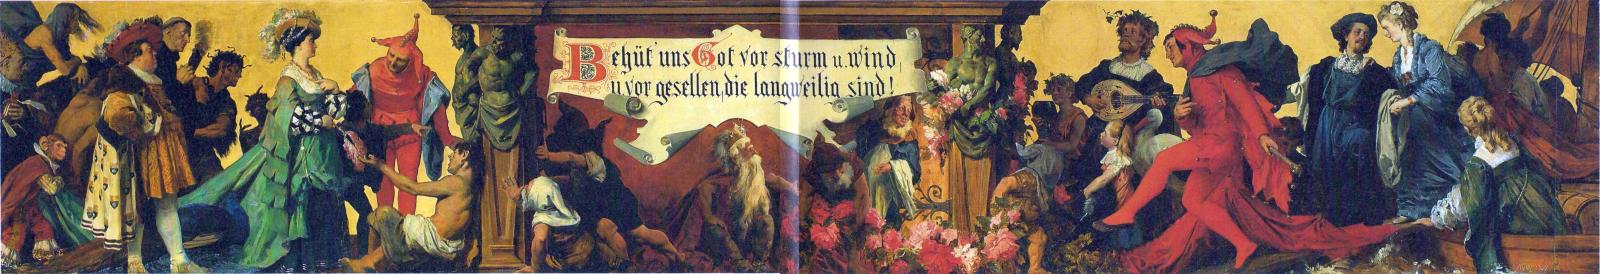 Behüt' uns Got vor sturm u. wind,
u vor gesellen, die langweilig sind!